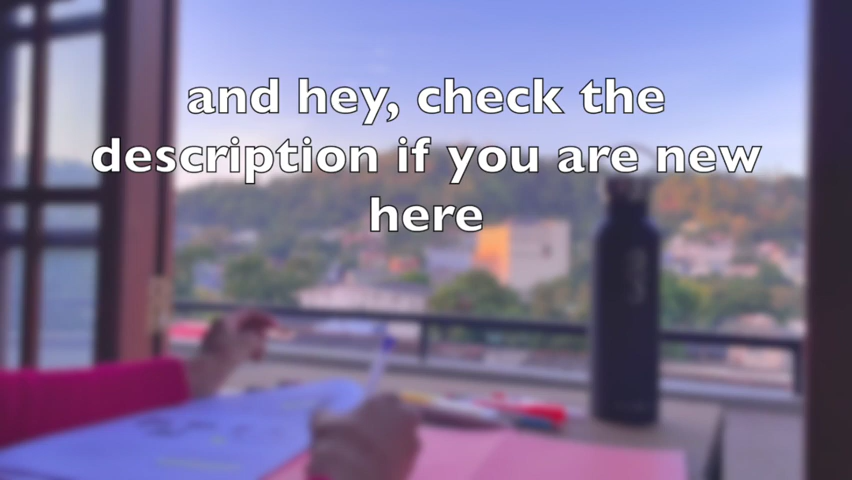 and hey, check the
description if you are new
here